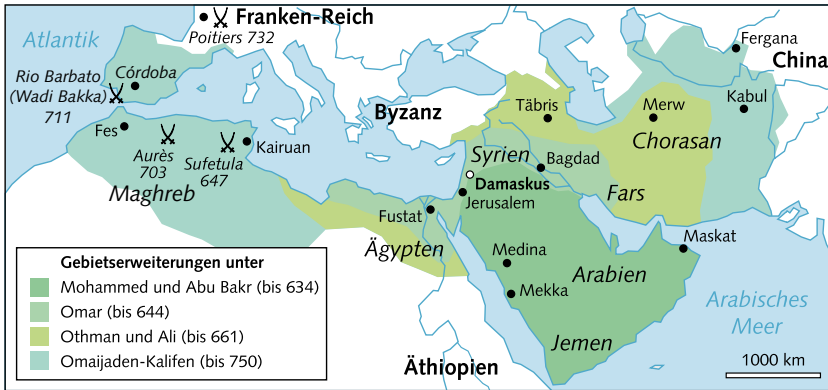 Atlantik
Franken-Reich
Poitiers 732
Fergana
China
Rio Barbato
(Wadi Bakka)
711
Córdoba
Byzanz
Täbris
Merw
Kabul
Chorasan
Fes
Aurès
703
Sufetula
647
Kairuan
Maghreb
Syrien
Bagdad
Damaskus
Jerusalem
Fars
Fustat
Ägypten
Maskat
Medina
Arabien
Mekka
Jemen
Arabisches
Meer
Äthiopien
1000 km
Gebietserweiterungen unter
Mohammed und Abu Bakr (bis 634)
Omar (bis 644)
Othman und Ali (bis 661)
Omaijaden-Kalifen (bis 750)